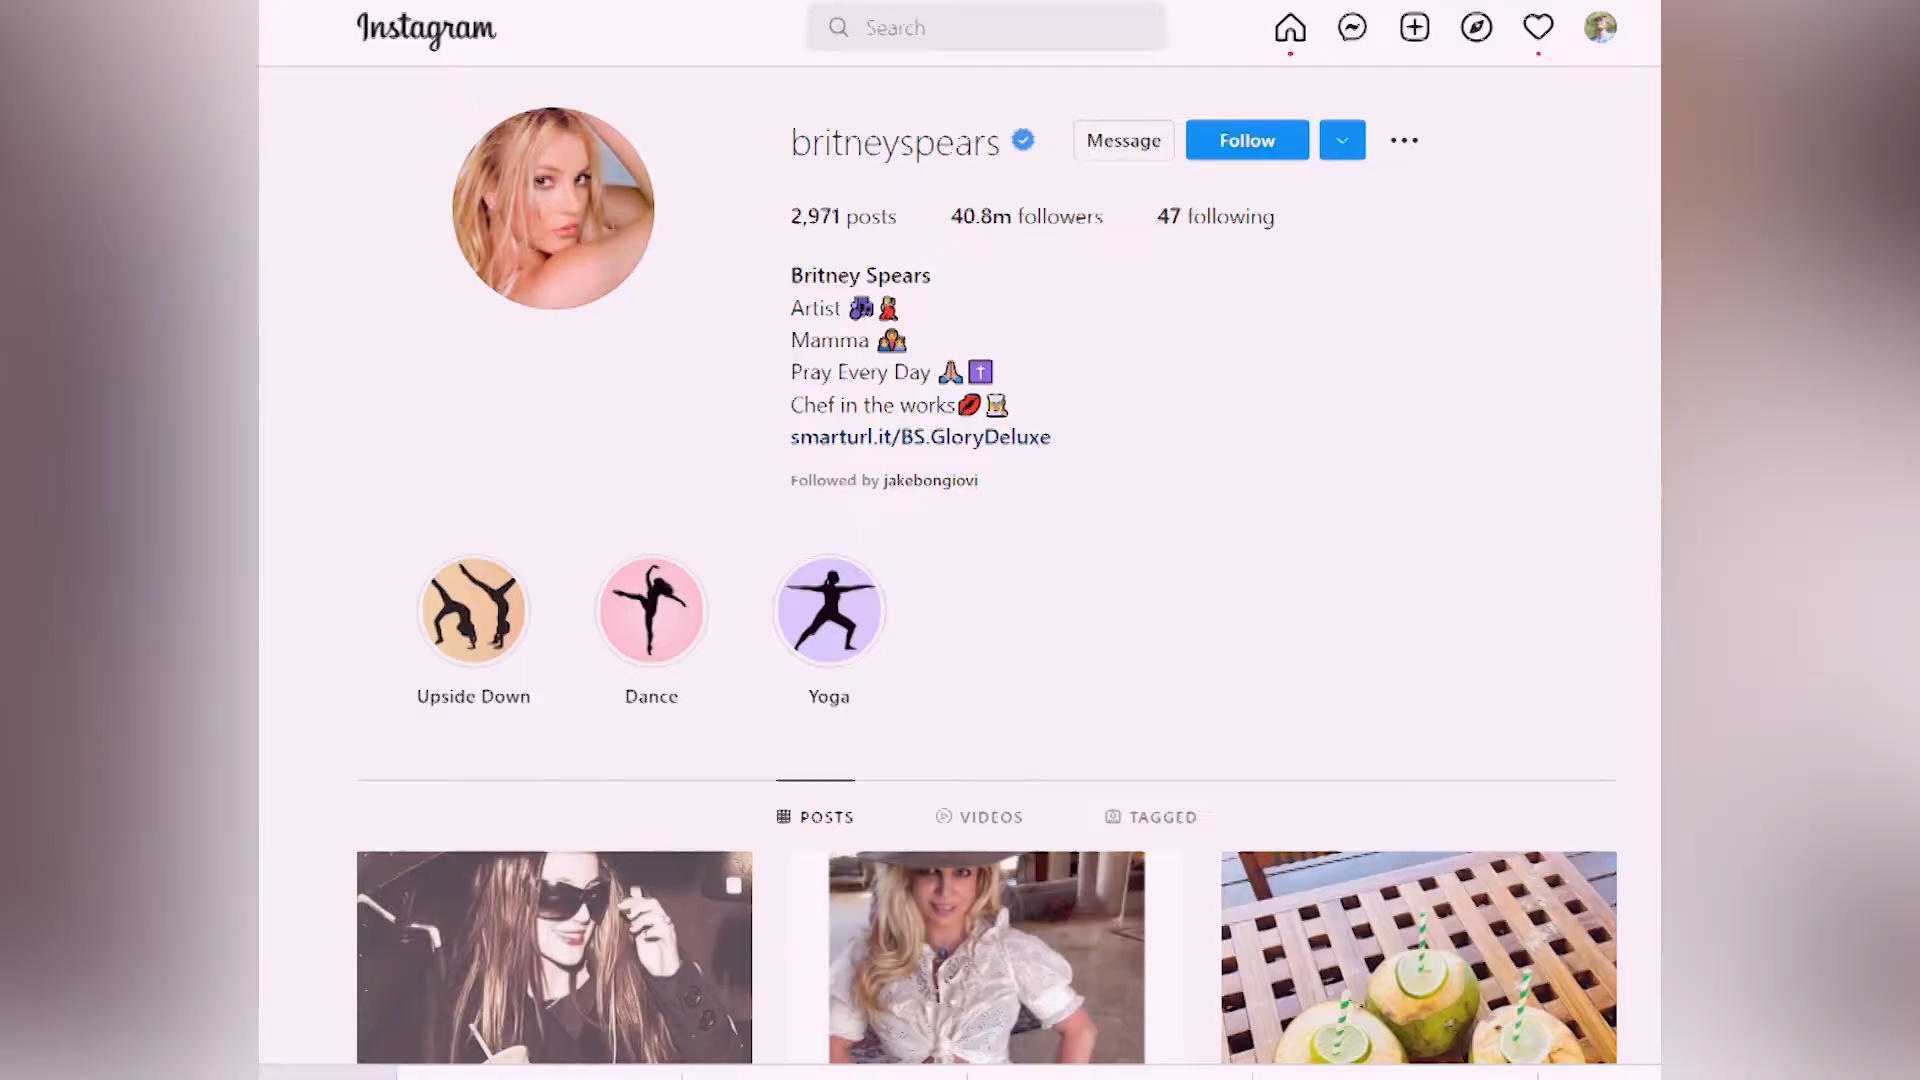 Instagram
Search
britneyspears
Message
Follow
2,971 posts
40.8m followers
47 following
Britney Spears
Artist 🎶💃
Mamma 👩‍👧‍👦
Pray Every Day 🙏🏽✝️
Chef in the works💋👩🏼‍🍳
smarturl.it/BS.GloryDeluxe
Followed by jakebongiovi
Upside Down
Dance
Yoga
POSTS
VIDEOS
TAGGED